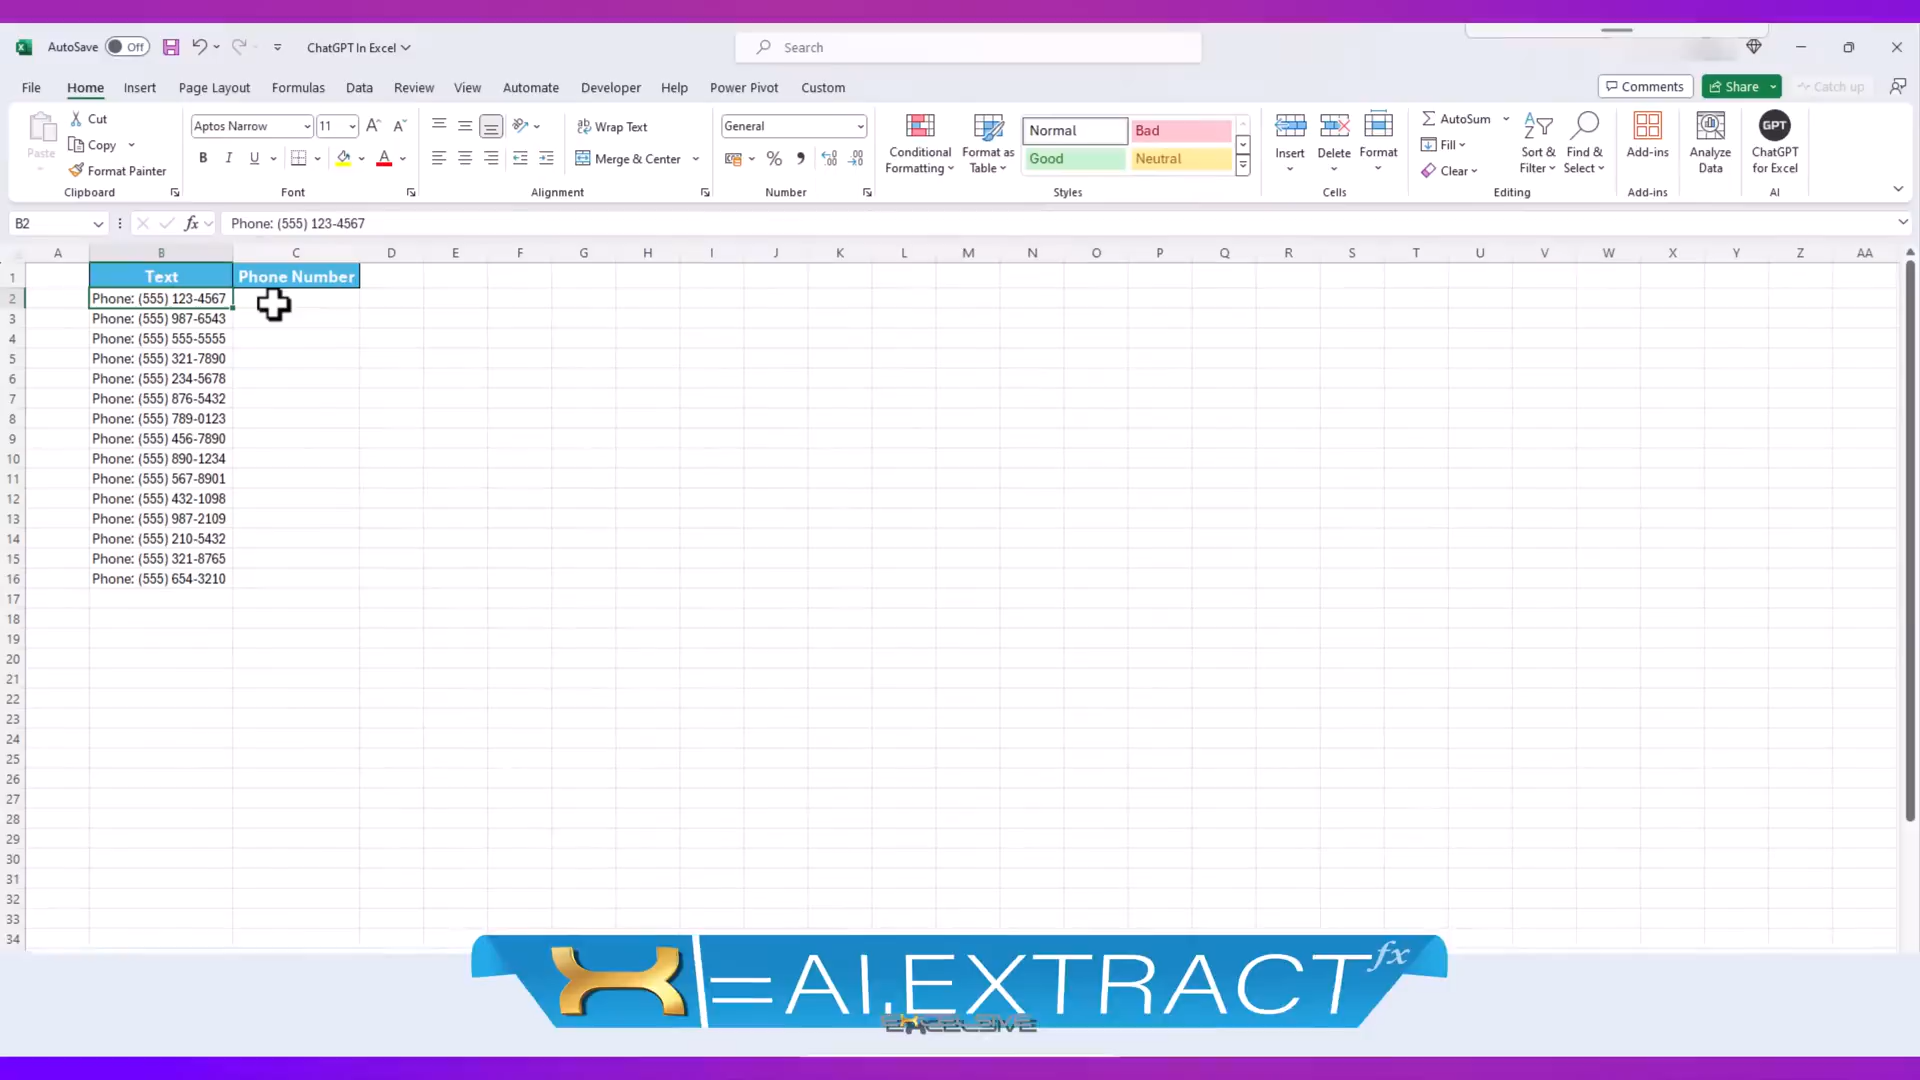 AutoSave Off ChatGPT In Excel Search
File Home Insert Page Layout Formulas Data Review View Automate Developer Help Power Pivot Custom Comments Share Catch up
Paste Cut Copy Format Painter Clipboard
Aptos Narrow 11 B I U Font
Wrap Text Merge & Center Alignment
General % Number
Conditional Formatting Format as Table Normal Bad Good Neutral Styles
Insert Delete Format Cells
AutoSum Fill Clear Sort & Filter Find & Select Editing
Add-ins Add-ins
Analyze Data
GPT ChatGPT for Excel AI
B2 fx Phone: (555) 123-4567
A B C D E F G H I J K L M N O P Q R S T U V W X Y Z AA
1 Text Phone Number
2 Phone: (555) 123-4567
3 Phone: (555) 987-6543
4 Phone: (555) 555-5555
5 Phone: (555) 321-7890
6 Phone: (555) 234-5678
7 Phone: (555) 876-5432
8 Phone: (555) 789-0123
9 Phone: (555) 456-7890
10 Phone: (555) 890-1234
11 Phone: (555) 567-8901
12 Phone: (555) 432-1098
13 Phone: (555) 987-2109
14 Phone: (555) 210-5432
15 Phone: (555) 321-8765
16 Phone: (555) 654-3210
17
18
19
20
21
22
23
24
25
26
27
28
29
30
31
32
33
34
=AI.EXTRACT fx
EXCELSIVE